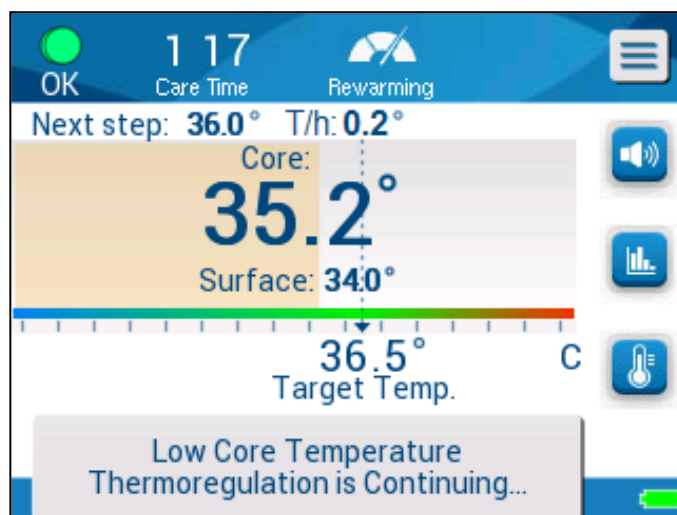 1 17
OK Care Time Rewarming
Next step: 36.0° T/h: 0.2°
Core:
35.2°
Surface: 34.0°
36.5° C
Target Temp.
Low Core Temperature
Thermoregulation is Continuing...